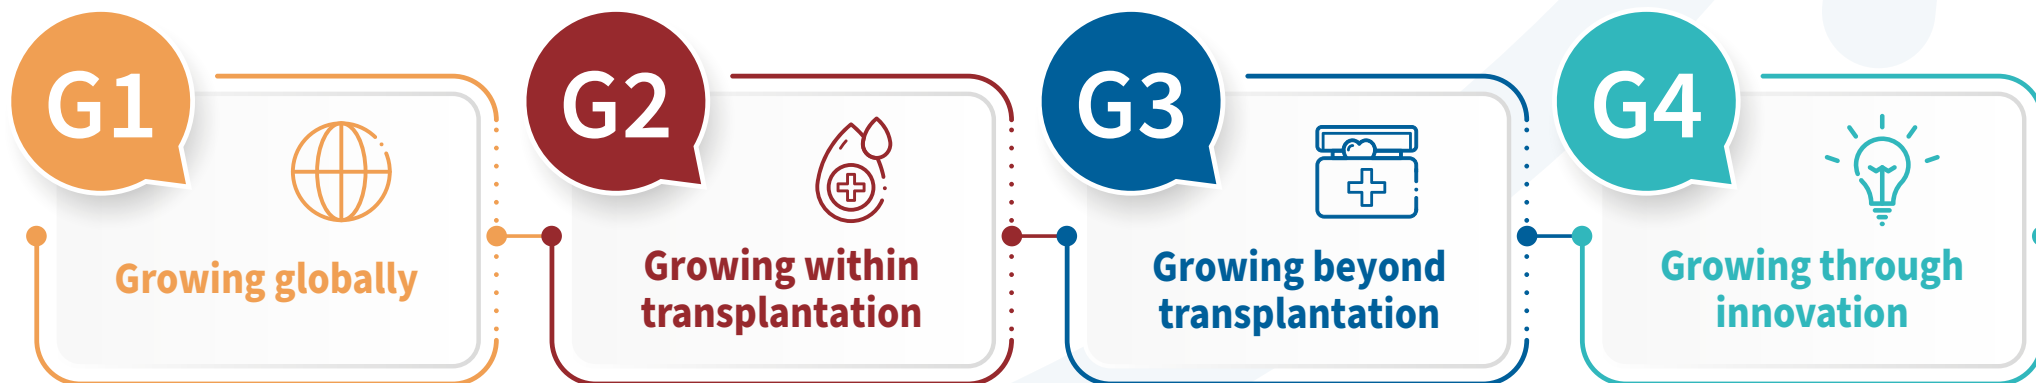 G1
Growing globally
G2
Growing within
transplantation
G3
Growing beyond
transplantation
G4
Growing through
innovation